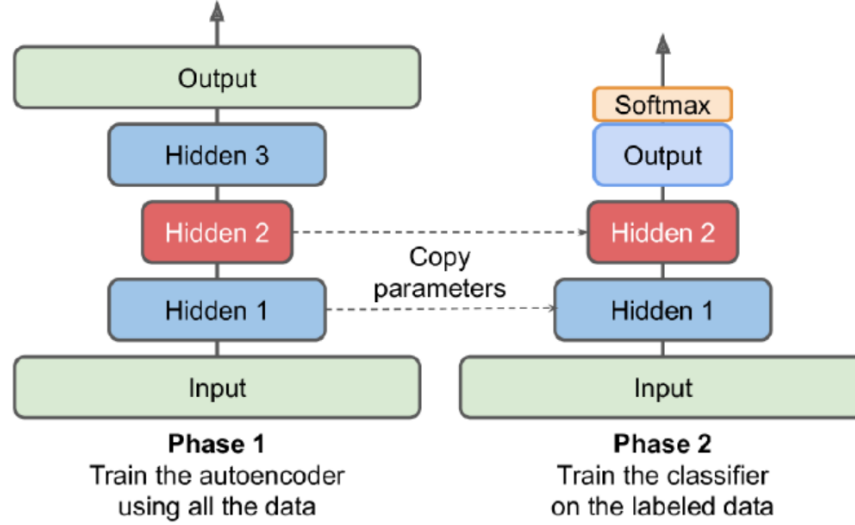 Output
Hidden 3
Hidden 2
Hidden 1
Input
Phase 1
Train the autoencoder
using all the data
Copy
parameters
Softmax
Output
Hidden 2
Hidden 1
Input
Phase 2
Train the classifier
on the labeled data